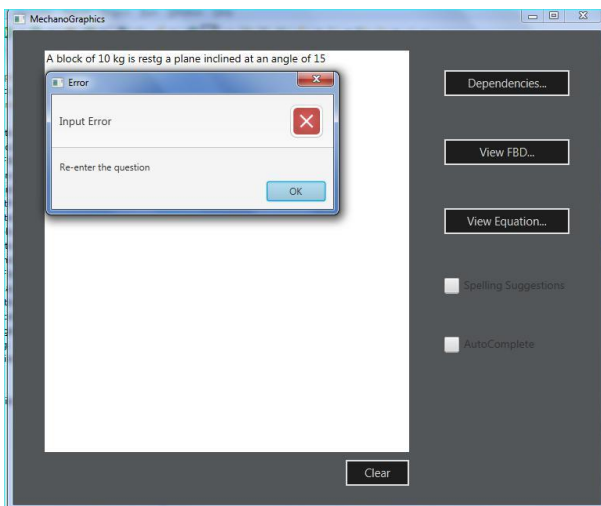 MechanoGraphics
A block of 10 kg is restg a plane inclined at an angle of 15
Error
Input Error
Re-enter the question
OK
Dependencies...
View FBD...
View Equation...
Spelling Suggestions
AutoComplete
Clear